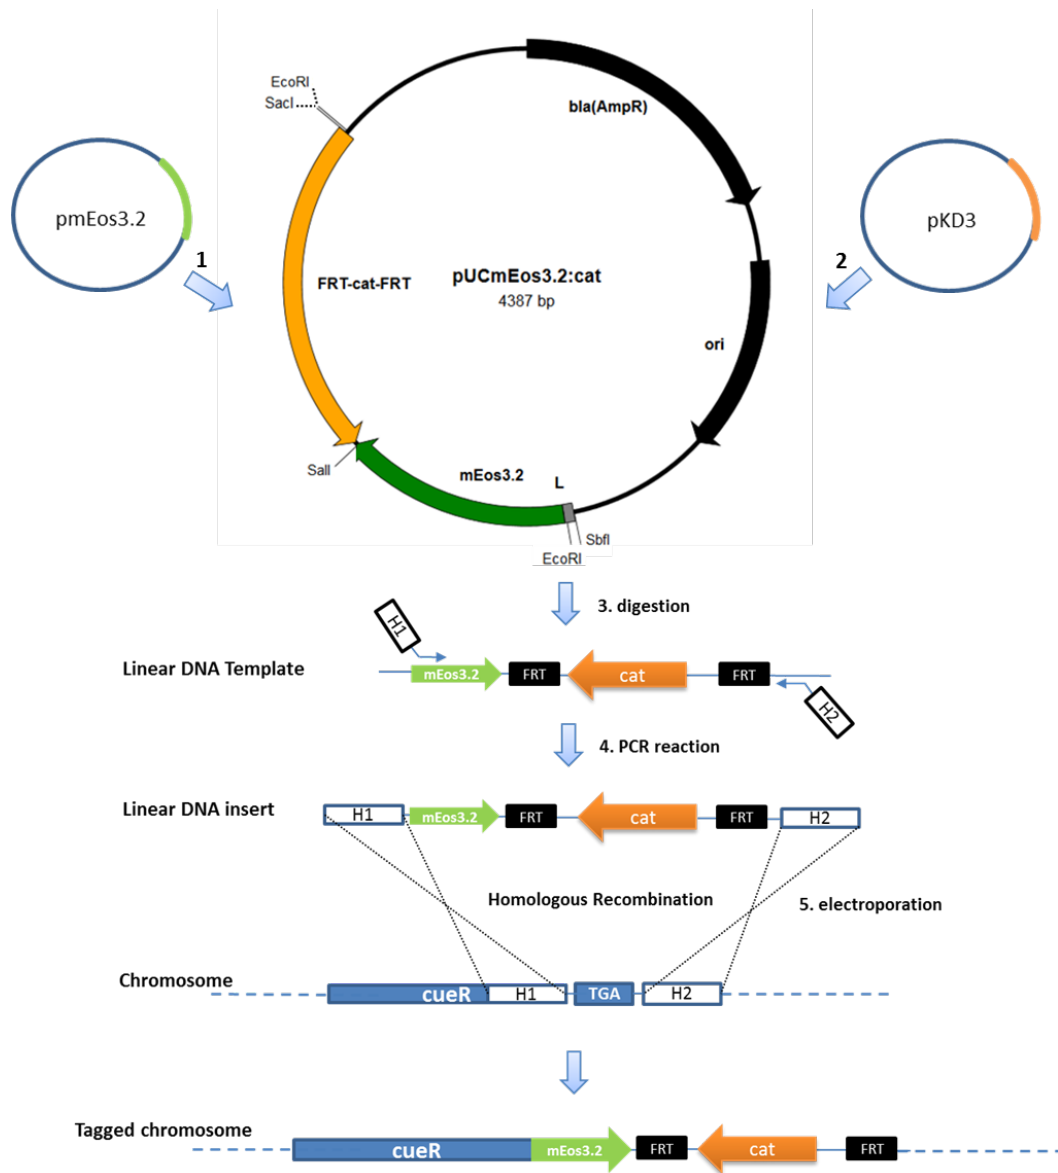 EcoRI
SacI
bla(AmpR)
pmEos3.2
pKD3
1
2
FRT-cat-FRT
pUCmEos3.2:cat
4387 bp
ori
SalI
mEos3.2
L
SbfI
EcoRI
3. digestion
H1
Linear DNA Template
mEos3.2
FRT
cat
FRT
H2
4. PCR reaction
Linear DNA insert
H1
mEos3.2
FRT
cat
FRT
H2
Homologous Recombination
5. electroporation
Chromosome
cueR
H1
TGA
H2
Tagged chromosome
cueR
mEos3.2
FRT
cat
FRT